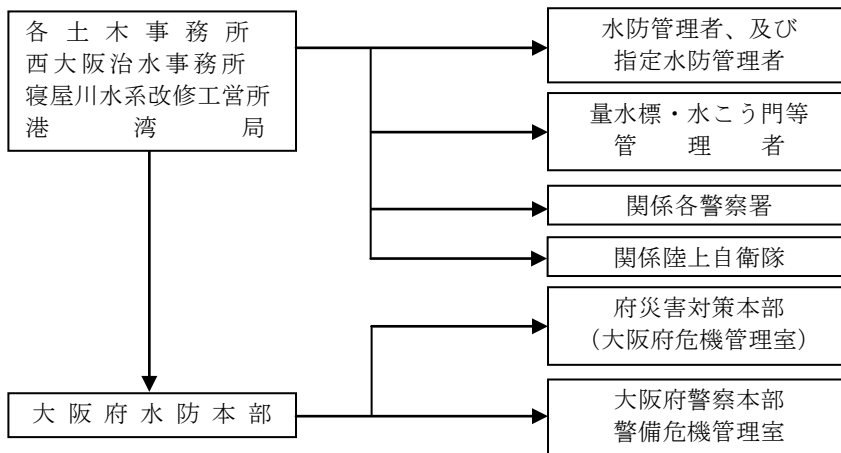 各土木事務所
西大阪治水事務所
寝屋川水系改修工営所
港湾局
水防管理者、及び
指定水防管理者
量水標・水こう門等
管理者
関係各警察署
関係陸上自衛隊
府災害対策本部
（大阪府危機管理室）
大阪府水防本部
大阪府警察本部
警備危機管理室